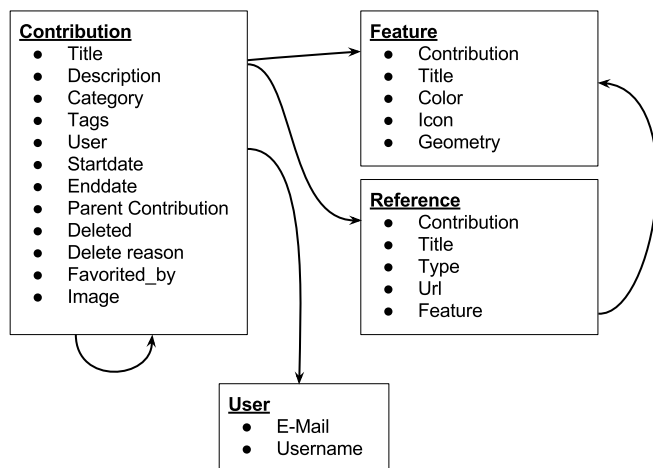 Contribution
● Title
● Description
● Category
● Tags
● User
● Startdate
● Enddate
● Parent Contribution
● Deleted
● Delete reason
● Favorited_by
● Image
Feature
● Contribution
● Title
● Color
● Icon
● Geometry
Reference
● Contribution
● Title
● Type
● Url
● Feature
User
● E-Mail
● Username